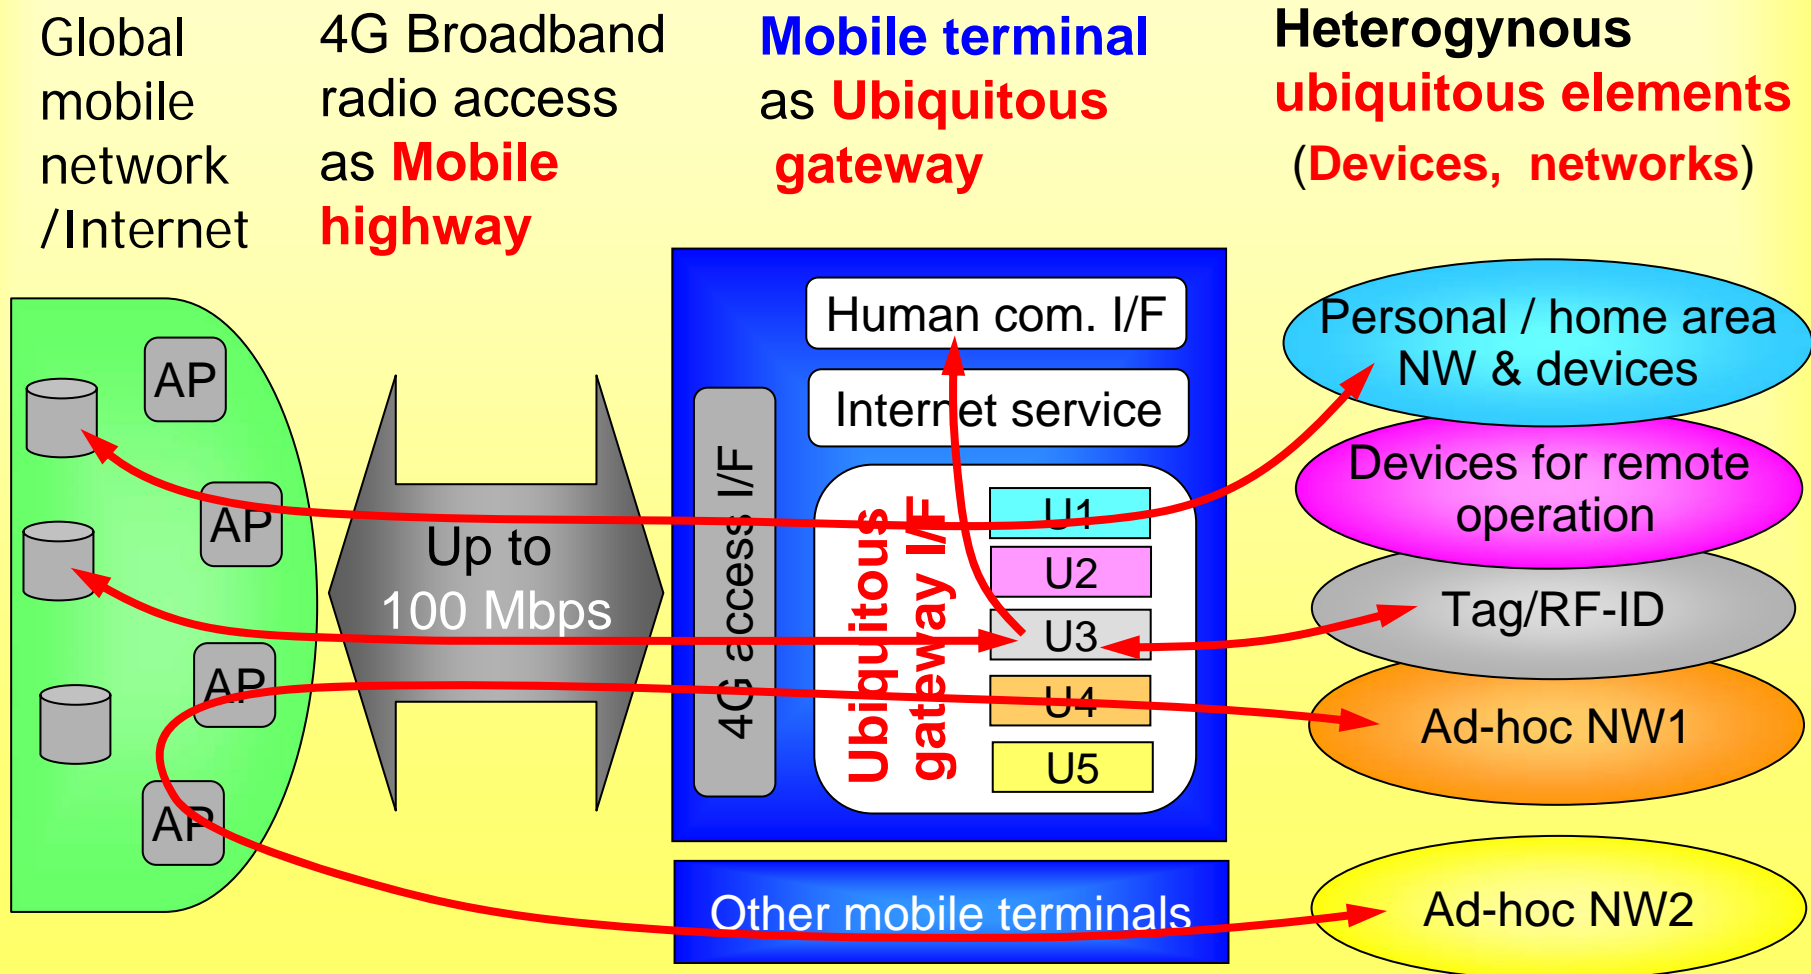 Global
mobile
network
/Internet
4G Broadband
radio access
as Mobile
highway
Mobile terminal
as Ubiquitous
gateway
Heterogynous
ubiquitous elements
(Devices, networks)
AP
AP
AP
AP
Up to
100 Mbps
4G access I/F
Human com. I/F
Internet service
Ubiquitous
gateway I/F
U1
U2
U3
U4
U5
Other mobile terminals
Personal / home area
NW & devices
Devices for remote
operation
Tag/RF-ID
Ad-hoc NW1
Ad-hoc NW2